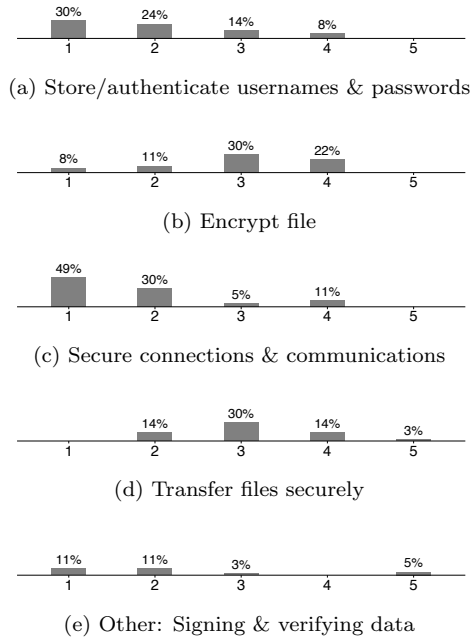 30% 24% 14% 8%
1 2 3 4 5
(a) Store/authenticate usernames & passwords
8% 11% 30% 22%
1 2 3 4 5
(b) Encrypt file
49% 30% 5% 11%
1 2 3 4 5
(c) Secure connections & communications
14% 30% 14% 3%
1 2 3 4 5
(d) Transfer files securely
11% 11% 3% 5%
1 2 3 4 5
(e) Other: Signing & verifying data